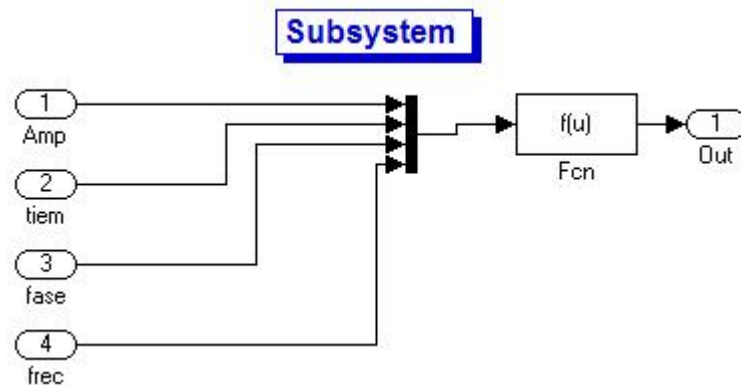 Subsystem
1
Amp
2
tiem
3
fase
4
frec
f(u)
Fcn
1
Out